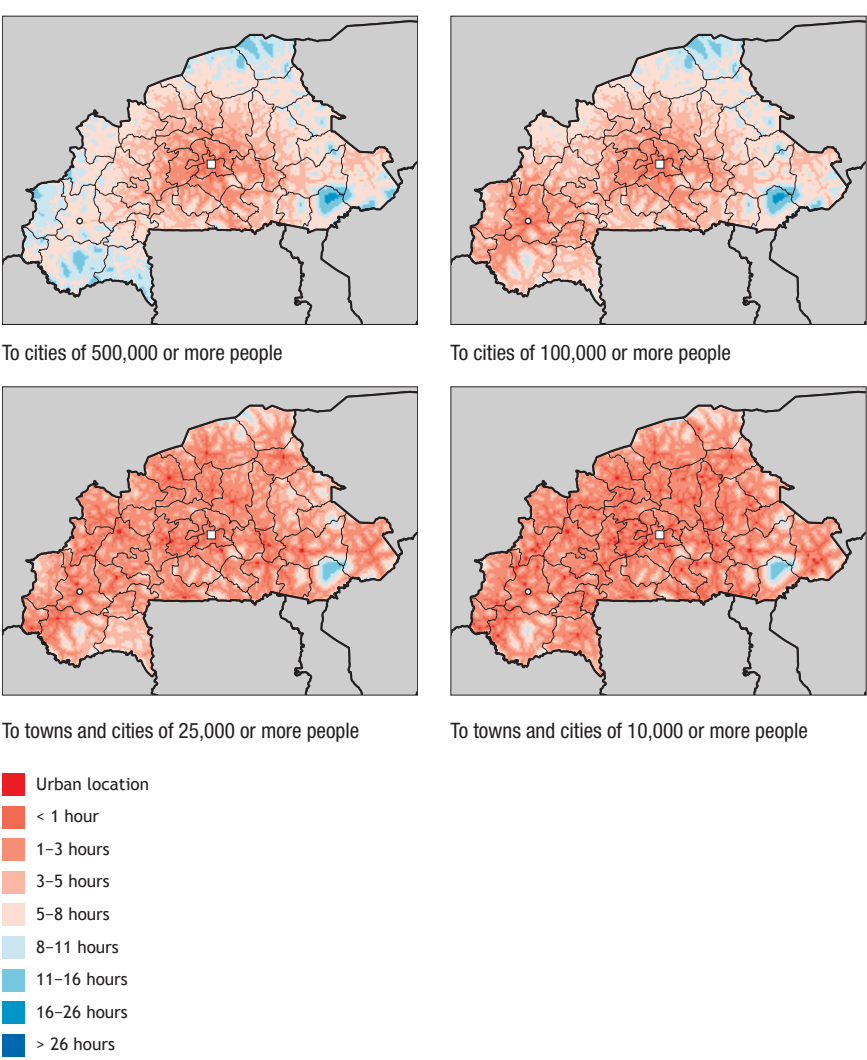 To cities of 500,000 or more people
To cities of 100,000 or more people
To towns and cities of 25,000 or more people
To towns and cities of 10,000 or more people
Urban location
< 1 hour
1–3 hours
3–5 hours
5–8 hours
8–11 hours
11–16 hours
16–26 hours
> 26 hours